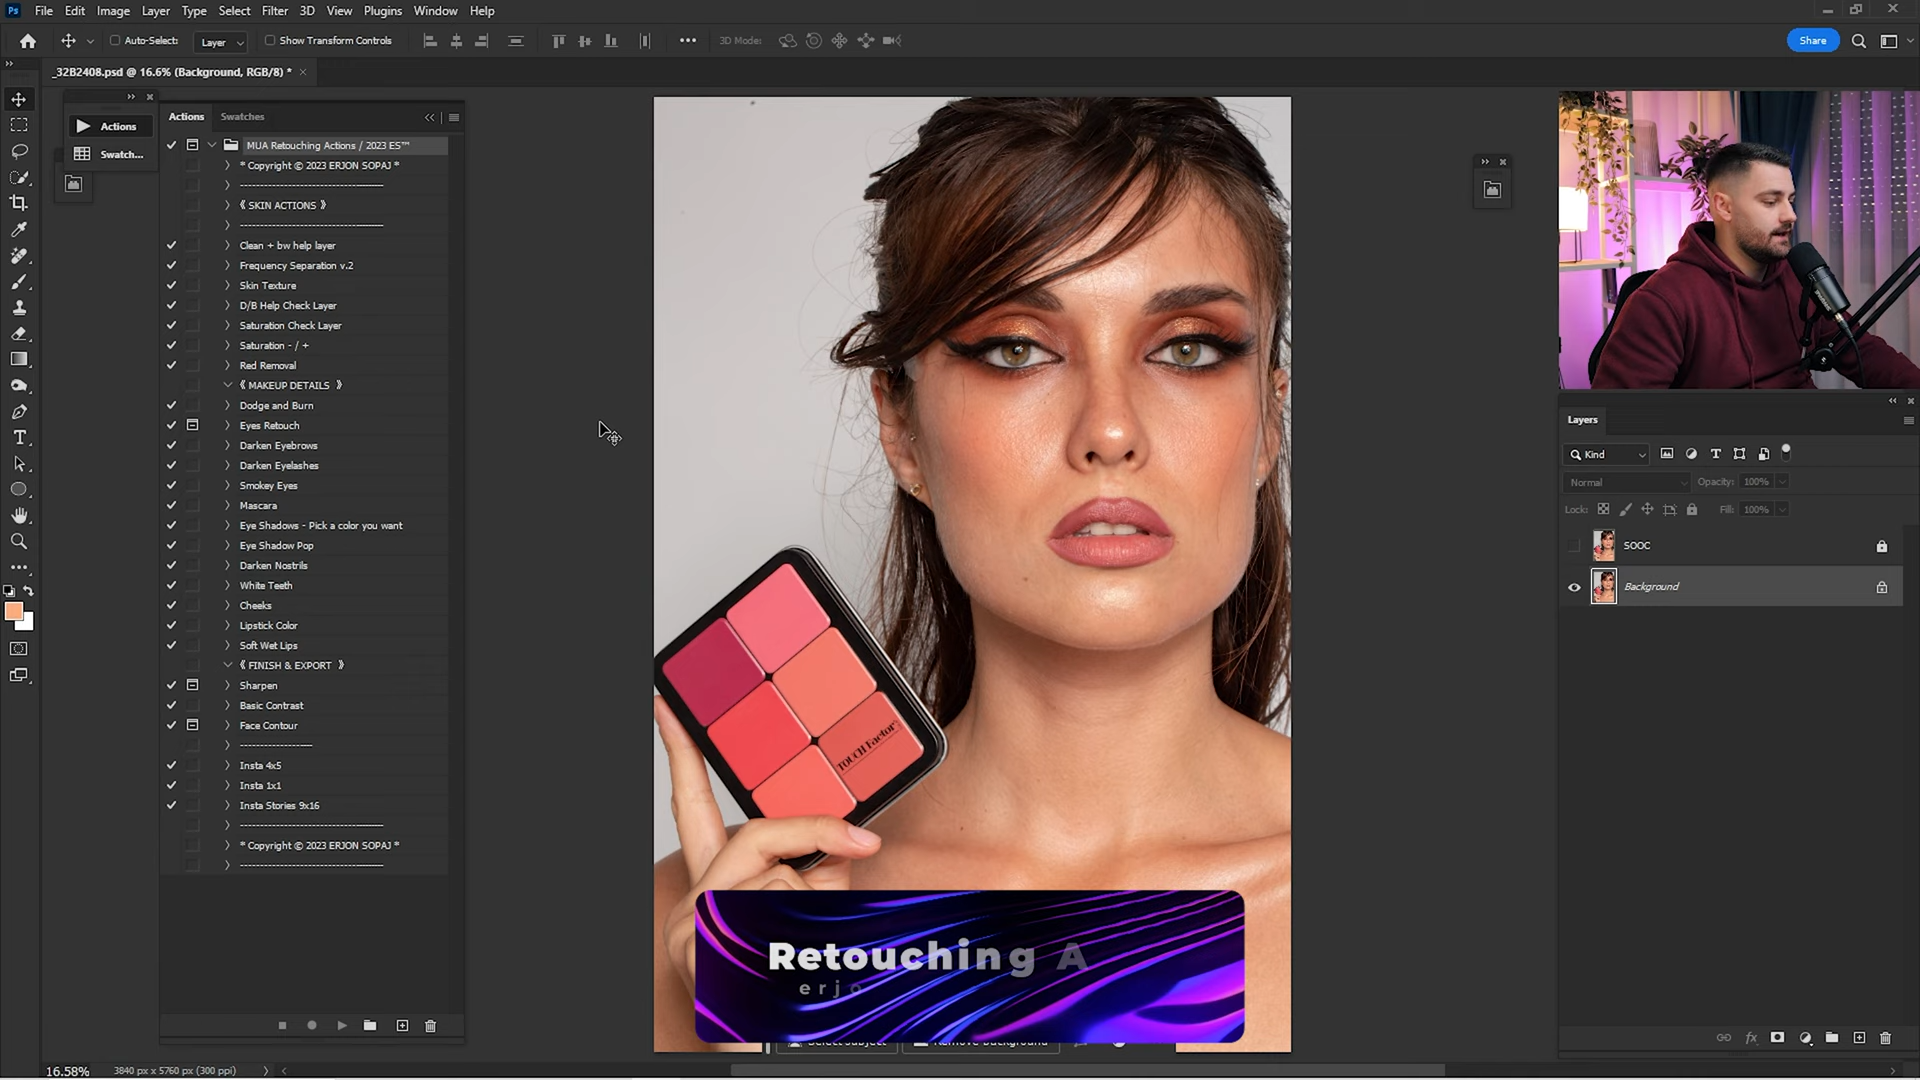 File Edit Image Layer Type Select Filter 3D View Plugins Window Help
Auto-Select: Layer Show Transform Controls 3D Mode: Share
_32B2408.psd @ 16.6% (Background, RGB/8) *
Actions
Swatch...
Actions Swatches
MUA Retouching Actions / 2023 ES™
* Copyright © 2023 ERJON SOPAJ *
------------------------------------
《 SKIN ACTIONS 》
------------------------------------
Clean + bw help layer
Frequency Separation v.2
Skin Texture
D/B Help Check Layer
Saturation Check Layer
Saturation - / +
Red Removal
《 MAKEUP DETAILS 》
Dodge and Burn
Eyes Retouch
Darken Eyebrows
Darken Eyelashes
Smokey Eyes
Mascara
Eye Shadows - Pick a color you want
Eye Shadow Pop
Darken Nostrils
White Teeth
Cheeks
Lipstick Color
Soft Wet Lips
《 FINISH & EXPORT 》
Sharpen
Basic Contrast
Face Contour
------------------
Insta 4x5
Insta 1x1
Insta Stories 9x16
------------------------------------
* Copyright © 2023 ERJON SOPAJ *
------------------------------------
TOUCH Factor
Retouching A
erjo
Layers
Kind
Normal Opacity: 100%
Lock: Fill: 100%
SOOC
Background
16.58% 3840 px x 5760 px (300 ppi)